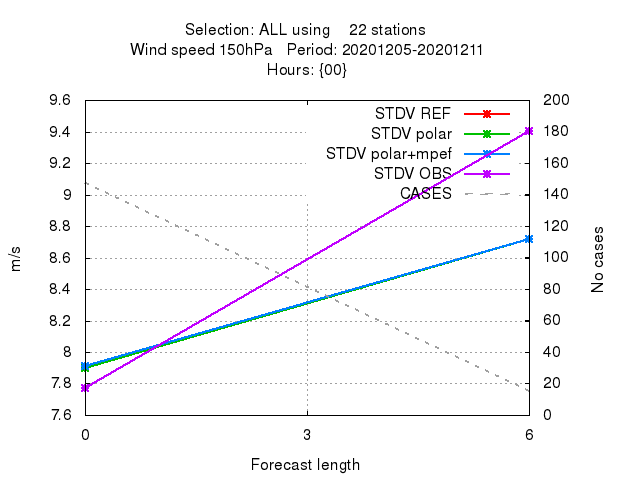 Selection: ALL using 22 stations
Wind speed 150hPa Period: 20201205-20201211
Hours: {00}
STDV REF
STDV polar
STDV polar+mpef
STDV OBS
CASES
9.6
9.4
9.2
9
8.8
8.6
8.4
8.2
8
7.8
7.6
200
180
160
140
120
100
80
60
40
20
0
m/s
No cases
0 3 6
Forecast length